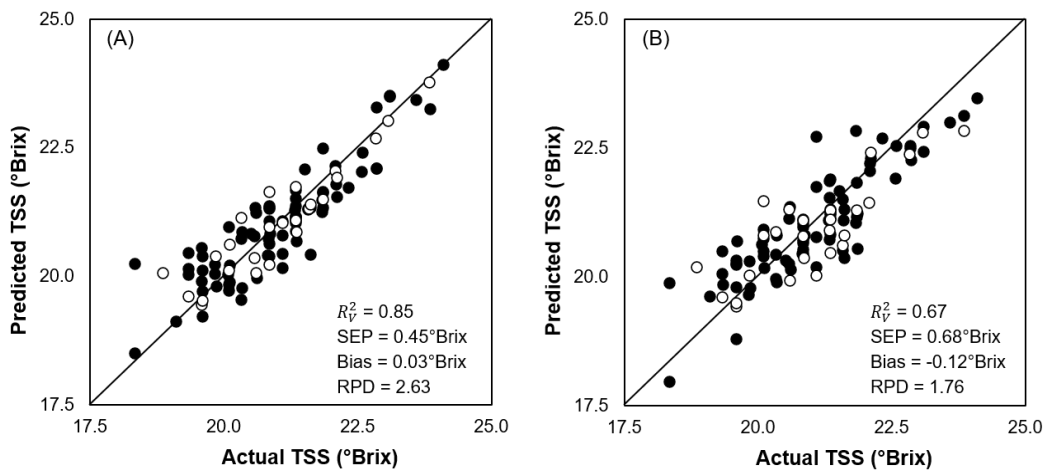 (A)
25.0
22.5
20.0
17.5
Predicted TSS (°Brix)
R²V = 0.85
SEP = 0.45°Brix
Bias = 0.03°Brix
RPD = 2.63
17.5 20.0 22.5 25.0
Actual TSS (°Brix)
(B)
25.0
22.5
20.0
17.5
Predicted TSS (°Brix)
R²V = 0.67
SEP = 0.68°Brix
Bias = -0.12°Brix
RPD = 1.76
17.5 20.0 22.5 25.0
Actual TSS (°Brix)